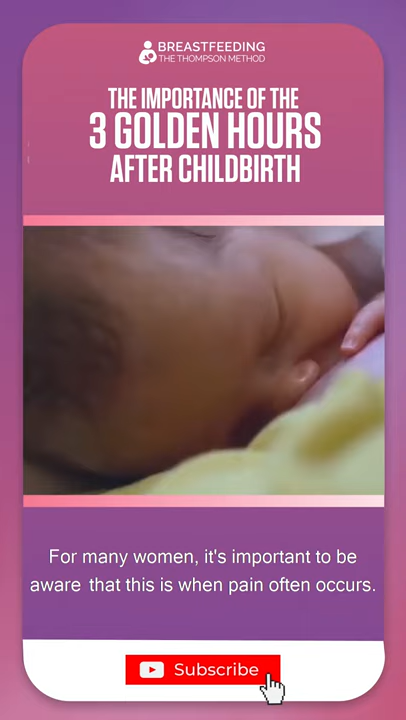 BREASTFEEDING
THE THOMPSON METHOD
THE IMPORTANCE OF THE
3 GOLDEN HOURS
AFTER CHILDBIRTH
For many women, it's important to be
aware that this is when pain often occurs.
Subscribe